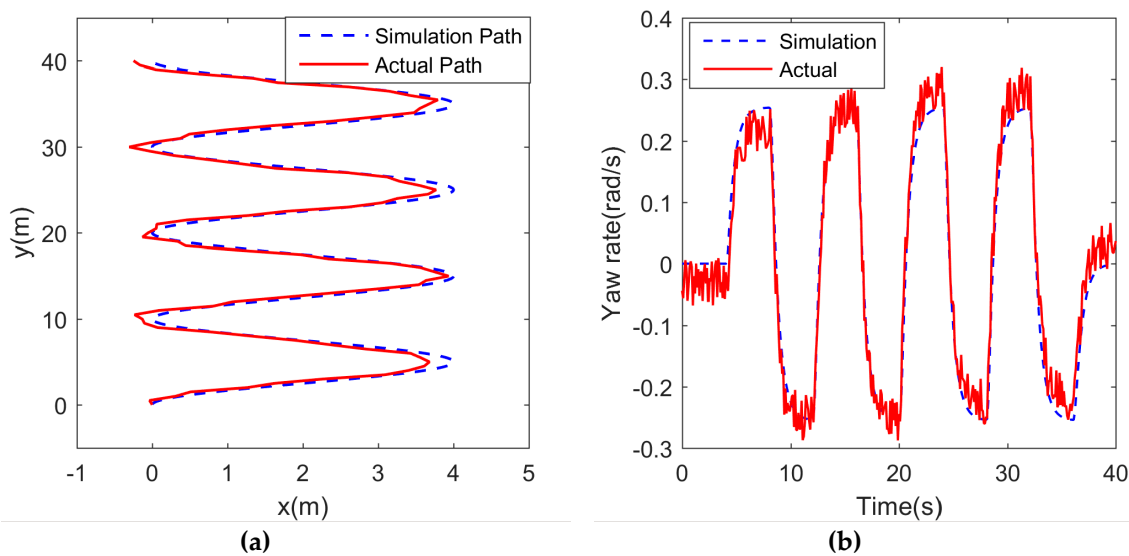 Simulation Path
Actual Path
40
30
20
10
0
y(m)
-1 0 1 2 3 4 5
x(m)
(a)
Simulation
Actual
0.4
0.3
0.2
0.1
0
-0.1
-0.2
-0.3
Yaw rate(rad/s)
0 10 20 30 40
Time(s)
(b)